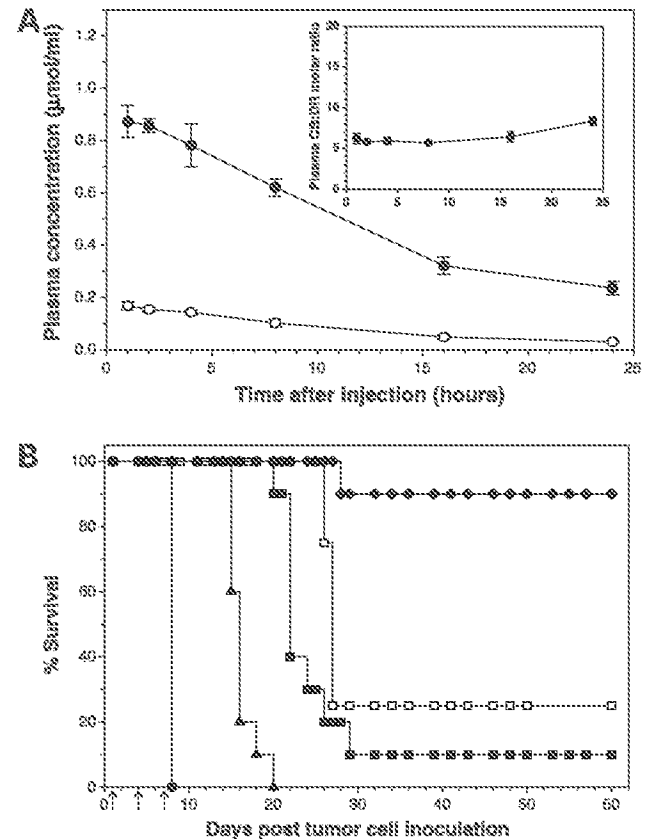 A
Plasma concentration (µmol/ml)
1.2
1.0
0.8
0.6
0.4
0.2
0.0
0 5 10 15 20 25
Time after injection (hours)
Plasma CB:DR molar ratio
20
15
10
5
0
0 5 10 15 20 25
B
% Survival
100
80
60
40
20
0
0 10 20 30 40 50 60
Days post tumor cell inoculation